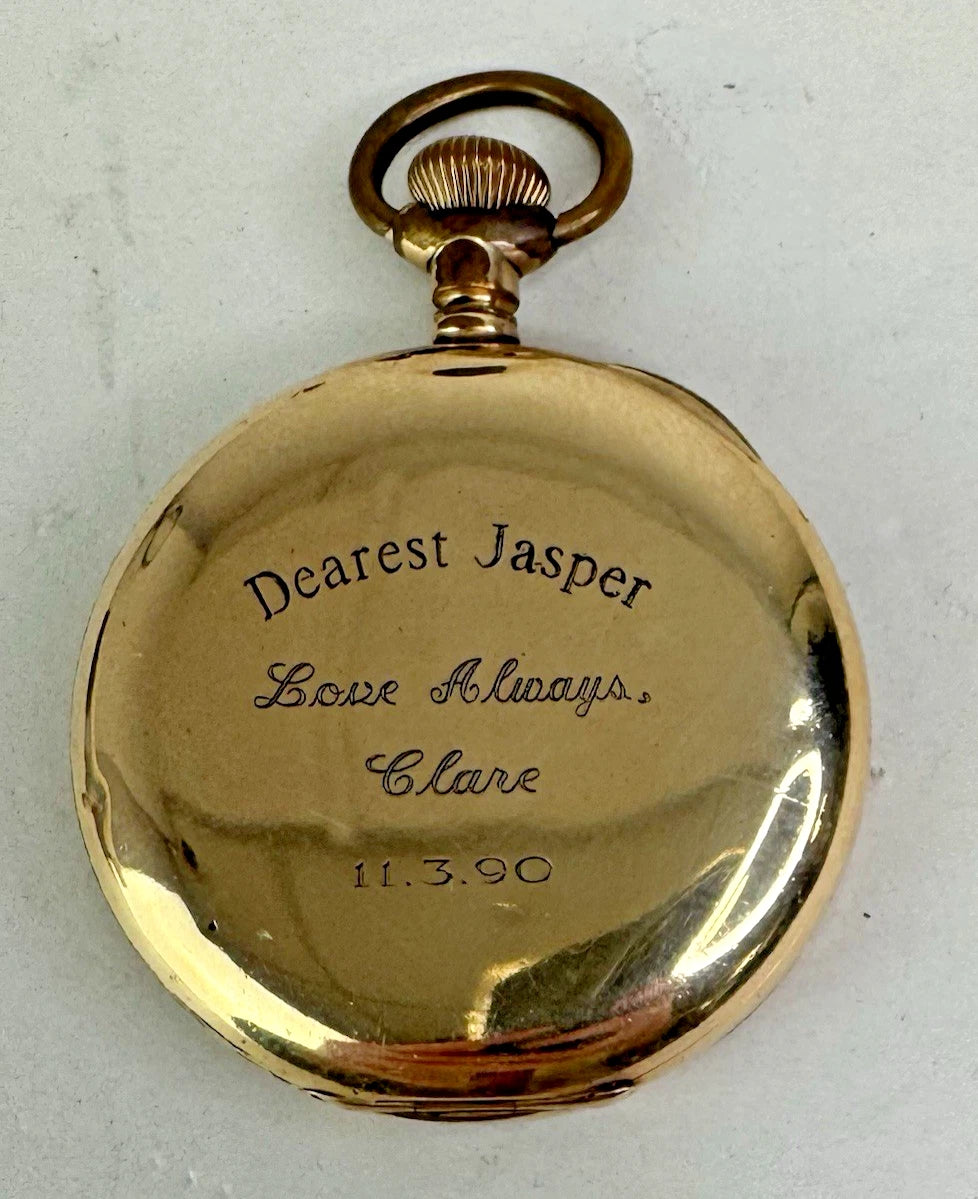 Dearest Jasper
Love Always,
Clare
11.3.90